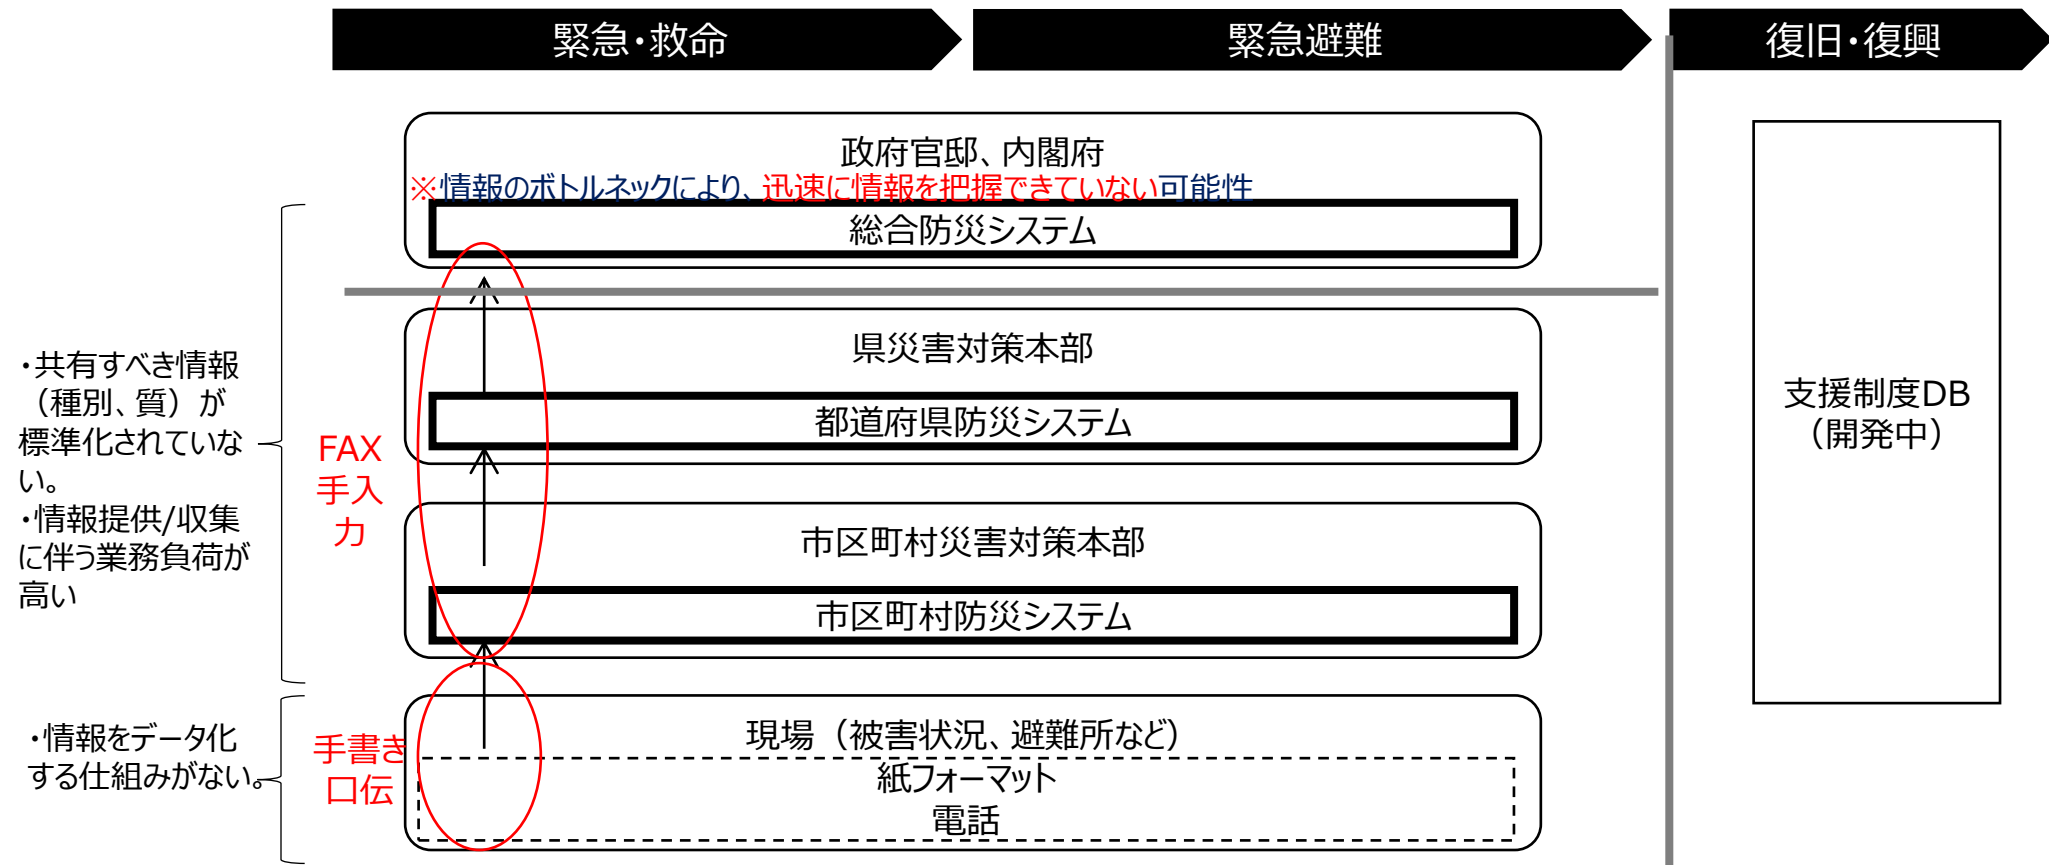 緊急・救命
緊急避難
復旧・復興
政府官邸、内閣府
※情報のボトルネックにより、迅速に情報を把握できていない可能性
総合防災システム
県災害対策本部
都道府県防災システム
市区町村災害対策本部
市区町村防災システム
現場（被害状況、避難所など）
紙フォーマット
電話
・共有すべき情報
（種別、質）が
標準化されていな
い。
・情報提供/収集
に伴う業務負荷が
高い
FAX
手入
力
・情報をデータ化
する仕組みがない。
手書き
口伝
支援制度DB
（開発中）